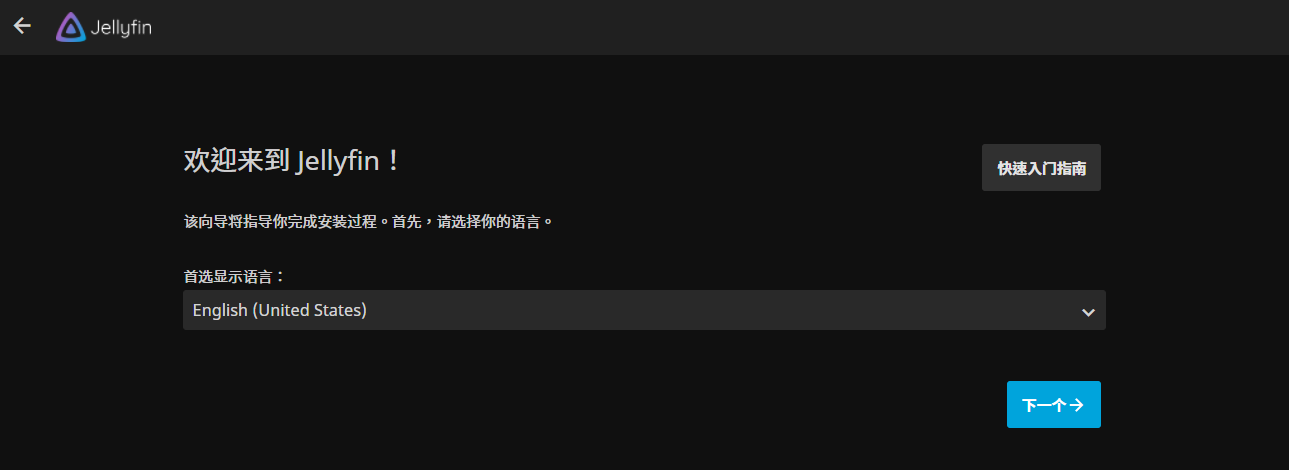 Jellyfin
欢迎来到 Jellyfin！
快速入门指南
该向导将指导你完成安装过程。首先，请选择你的语言。
首选显示语言：
English (United States)
下一个